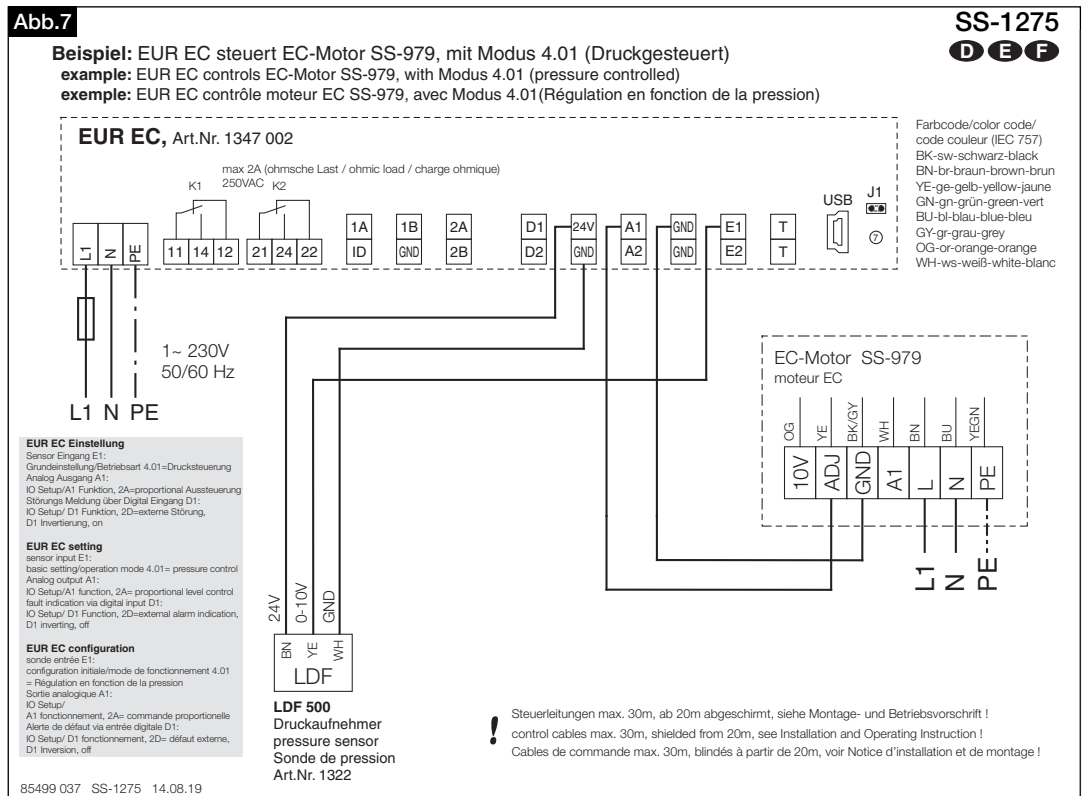 Abb.7
SS-1275
D E F
Beispiel: EUR EC steuert EC-Motor SS-979, mit Modus 4.01 (Druckgesteuert)
example: EUR EC controls EC-Motor SS-979, with Modus 4.01 (pressure controlled)
exemple: EUR EC contrôle moteur EC SS-979, avec Modus 4.01(Régulation en fonction de la pression)
EUR EC, Art.Nr. 1347 002
max 2A (ohmsche Last / ohmic load / charge ohmique)
250VAC
K1
K2
L1 N PE
11 14 12
21 24 22
1A 1B 2A D1 24V A1 GND E1 T
ID GND 2B D2 GND A2 GND E2 T
USB
J1
7
Farbcode/color code/
code couleur (IEC 757)
BK-sw-schwarz-black
BN-br-braun-brown-brun
YE-ge-gelb-yellow-jaune
GN-gn-grün-green-vert
BU-bl-blau-blue-bleu
GY-gr-grau-grey
OG-or-orange-orange
WH-ws-weiß-white-blanc
1~ 230V
50/60 Hz
L1 N PE
EC-Motor SS-979
moteur EC
OG YE BK/GY WH BN BU YEGN
10V ADJ GND A1 L N PE
L1 N PE
EUR EC Einstellung
Sensor Eingang E1:
Grundeinstellung/Betriebsart 4.01=Drucksteuerung
Analog Ausgang A1:
IO Setup/A1 Funktion, 2A=proportional Aussteuerung
Störungs Meldung über Digital Eingang D1:
IO Setup/ D1 Funktion, 2D=externe Störung,
D1 Invertierung, on
EUR EC setting
sensor input E1:
basic setting/operation mode 4.01= pressure control
Analog output A1:
IO Setup/A1 function, 2A= proportional level control
fault indication via digital input D1:
IO Setup/ D1 Function, 2D=external alarm indication,
D1 inverting, off
EUR EC configuration
sonde entrée E1:
configuration initiale/mode de fonctionnement 4.01
= Régulation en fonction de la pression
Sortie analogique A1:
IO Setup/
A1 fonctionnement, 2A= commande proportionelle
Alerte de défaut via entrée digitale D1:
IO Setup/ D1 fonctionnement, 2D= défaut externe,
D1 Inversion, off
24V 0-10V GND
BN YE WH
LDF
LDF 500
Druckaufnehmer
pressure sensor
Sonde de pression
Art.Nr. 1322
!
Steuerleitungen max. 30m, ab 20m abgeschirmt, siehe Montage- und Betriebsvorschrift !
control cables max. 30m, shielded from 20m, see Installation and Operating Instruction !
Cables de commande max. 30m, blindés à partir de 20m, voir Notice d'installation et de montage !
85499 037 SS-1275 14.08.19